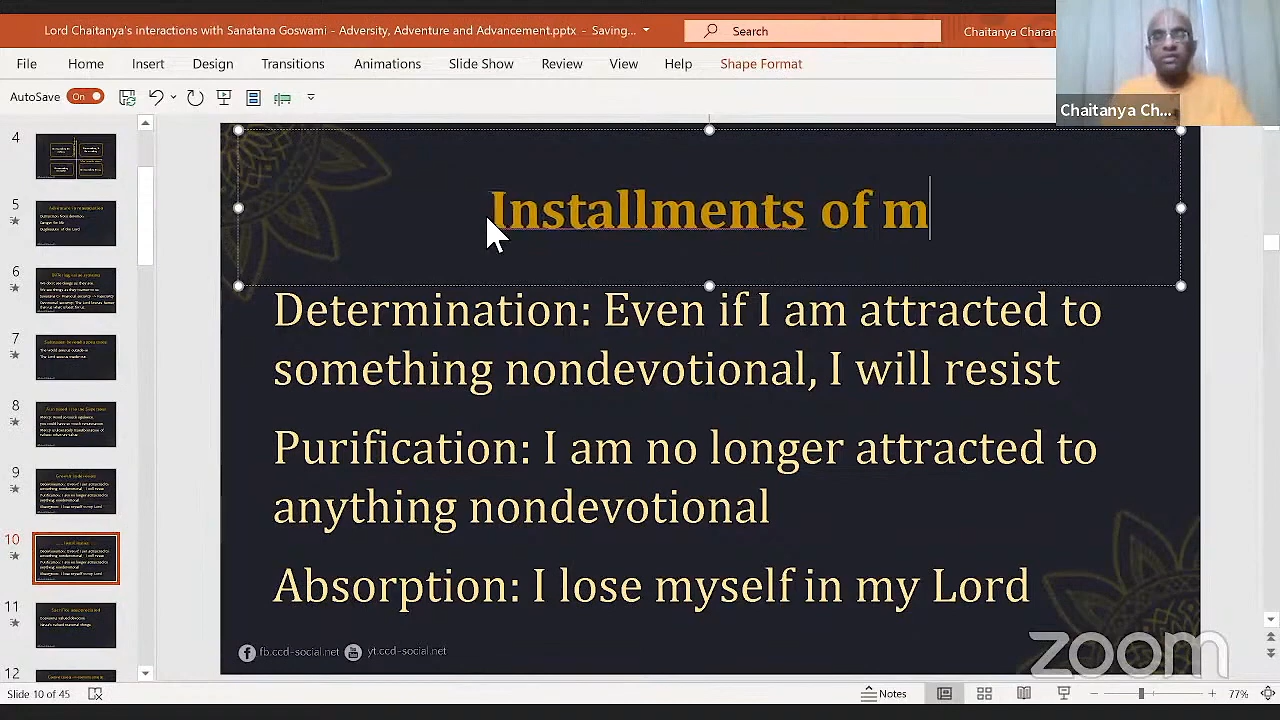 Lord Chaitanya's interactions with Sanatana Goswami - Adversity, Adventure and Advancement.pptx - Saving...
Search
Chaitanya Charan
File Home Insert Design Transitions Animations Slide Show Review View Help Shape Format
Chaitanya Ch...
AutoSave On
4
5
6
7
8
9
10
11
12
Installments of m
Determination: Even if I am attracted to
something nondevotional, I will resist
Purification: I am no longer attracted to
anything nondevotional
Absorption: I lose myself in my Lord
fb.ccd-social.net yt.ccd-social.net
zoom
Slide 10 of 45
Notes
77%